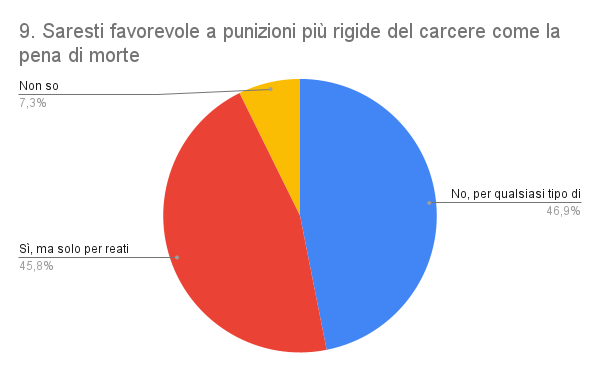 9. Saresti favorevole a punizioni più rigide del carcere come la
pena di morte
Non so
7,3%
No, per qualsiasi tipo di
46,9%
Sì, ma solo per reati
45,8%